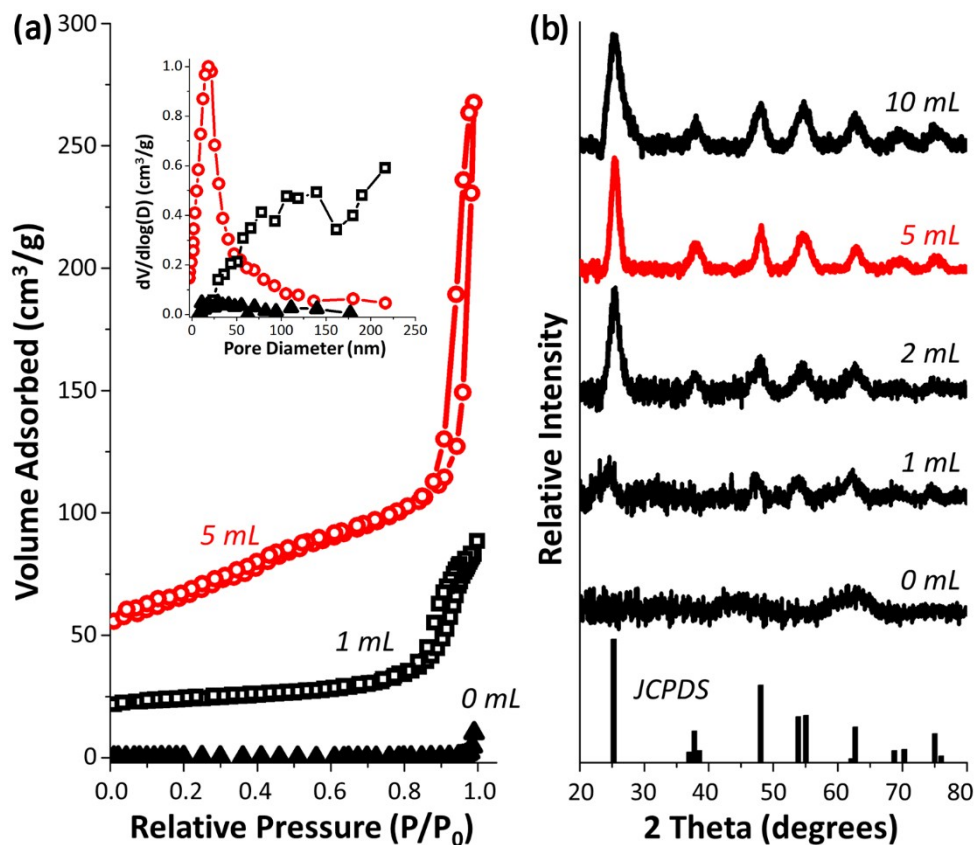 (a)
300
250
200
150
100
50
0
Volume Adsorbed (cm³/g)
0.0 0.2 0.4 0.6 0.8 1.0
Relative Pressure (P/P₀)
5 mL
1 mL
0 mL
1.0
0.8
0.6
0.4
0.2
0.0
dV/dlog(D) (cm³/g)
0 50 100 150 200 250
Pore Diameter (nm)
(b)
10 mL
5 mL
2 mL
1 mL
0 mL
JCPDS
Relative Intensity
20 30 40 50 60 70 80
2 Theta (degrees)